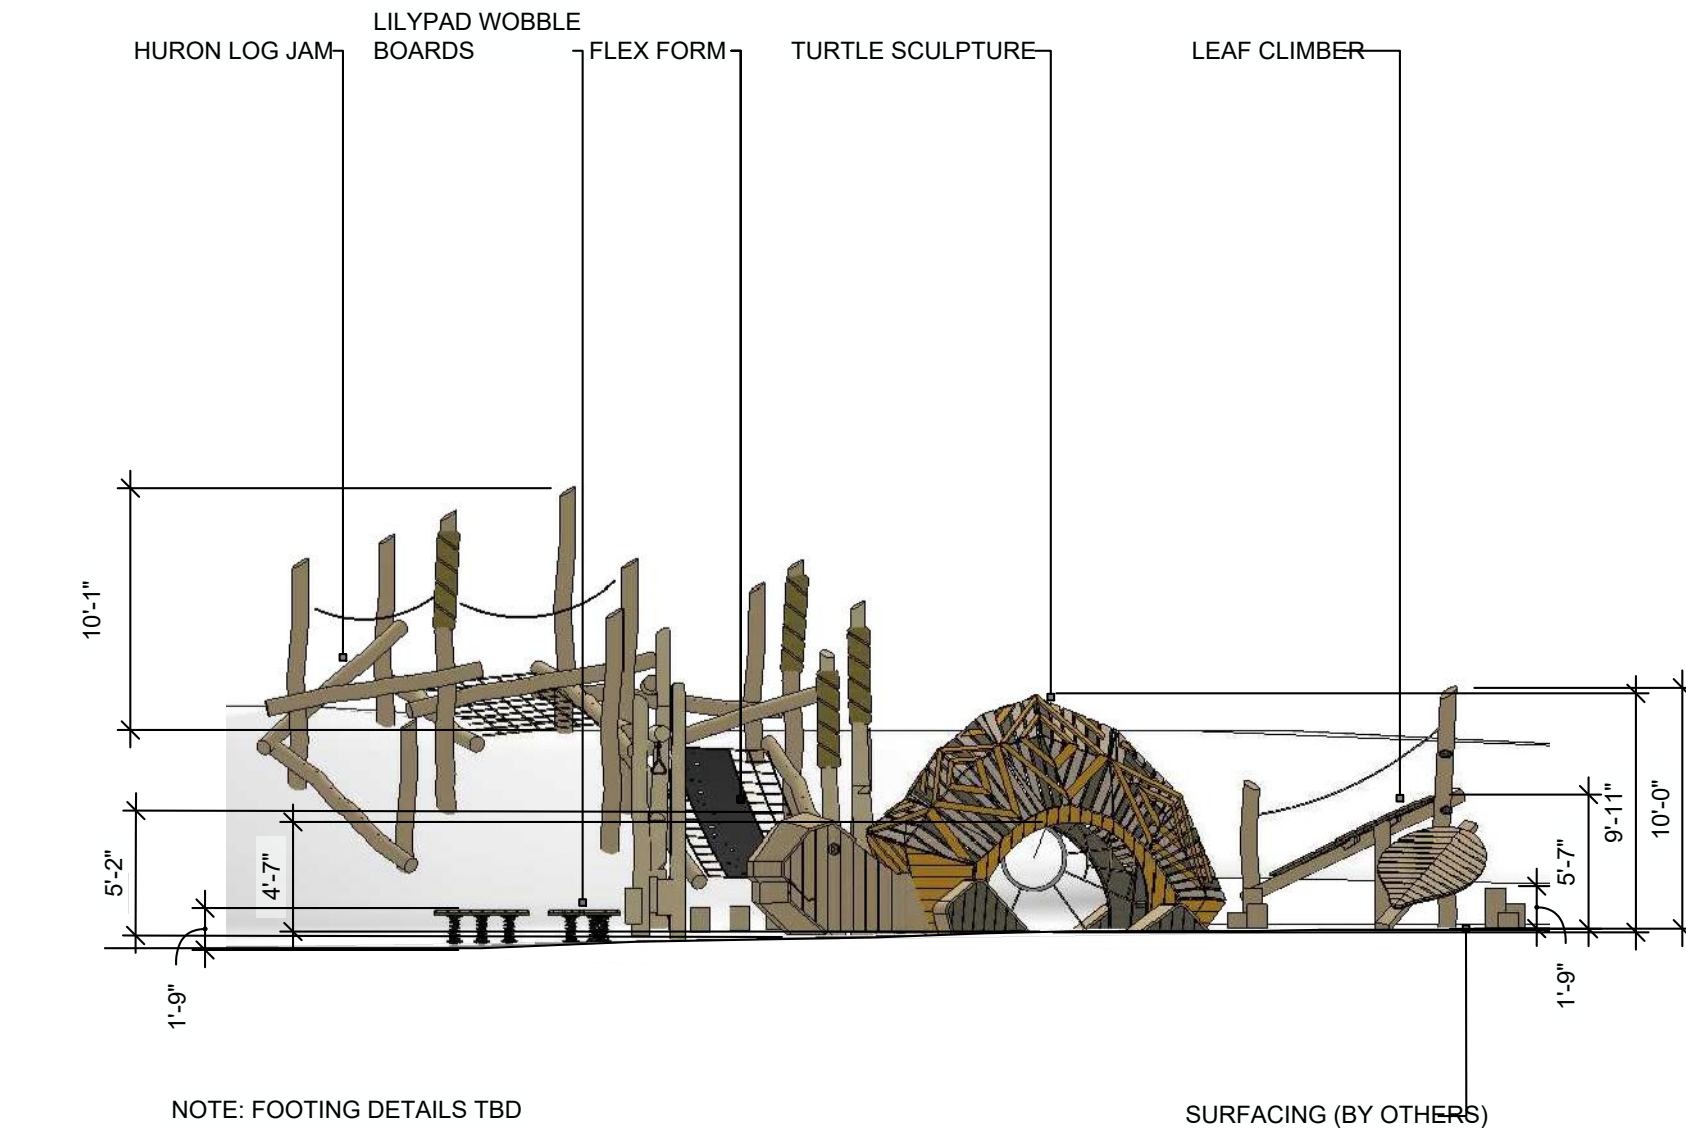 LILYPAD WOBBLE
BOARDS
HURON LOG JAM
FLEX FORM
TURTLE SCULPTURE
LEAF CLIMBER
10'-1"
5'-2"
4'-7"
1'-9"
9'-11"
10'-0"
5'-7"
1'-9"
NOTE: FOOTING DETAILS TBD
SURFACING (BY OTHERS)